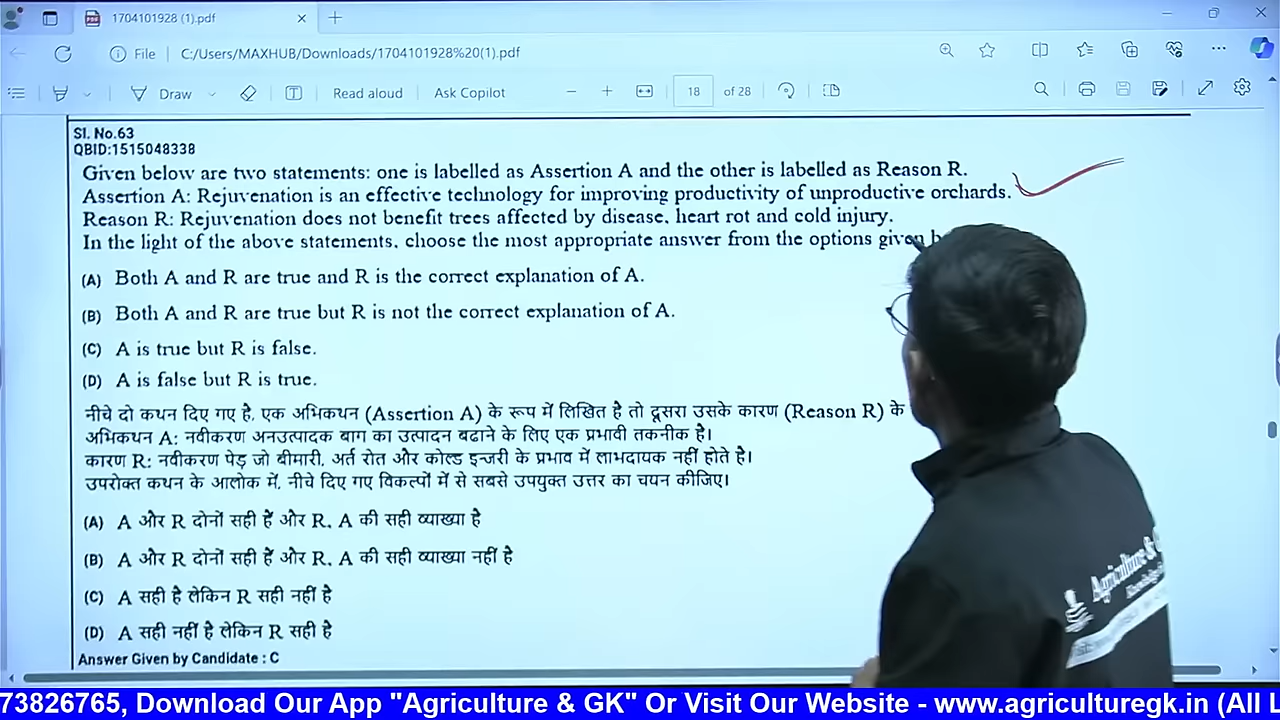 1704101928 (1).pdf
File C:/Users/MAXHUB/Downloads/1704101928%20(1).pdf
Draw Read aloud Ask Copilot 18 of 28
SI. No.63
QBID:1515048338
Given below are two statements: one is labelled as Assertion A and the other is labelled as Reason R.
Assertion A: Rejuvenation is an effective technology for improving productivity of unproductive orchards.
Reason R: Rejuvenation does not benefit trees affected by disease, heart rot and cold injury.
In the light of the above statements, choose the most appropriate answer from the options given
(A) Both A and R are true and R is the correct explanation of A.
(B) Both A and R are true but R is not the correct explanation of A.
(C) A is true but R is false.
(D) A is false but R is true.
नीचे दो कथन दिए गए है, एक अभिकथन (Assertion A) के रूप में लिखित है तो दूसरा उसके कारण (Reason R) के
अभिकथन A: नवीकरण अनउत्पादक बाग का उत्पादन बढाने के लिए एक प्रभावी तकनीक है।
कारण R: नवीकरण पेड़ जो बीमारी, अर्त रोत और कोल्ड इन्जरी के प्रभाव में लाभदायक नहीं होते है।
उपरोक्त कथन के आलोक में, नीचे दिए गए विकल्पों में से सबसे उपयुक्त उत्तर का चयन कीजिए।
(A) A और R दोनों सही हैं और R, A की सही व्याख्या है
(B) A और R दोनों सही हैं और R, A की सही व्याख्या नहीं है
(C) A सही है लेकिन R सही नहीं है
(D) A सही नहीं है लेकिन R सही है
Answer Given by Candidate : C
Agriculture &
73826765, Download Our App "Agriculture & GK" Or Visit Our Website - www.agriculturegk.in (All